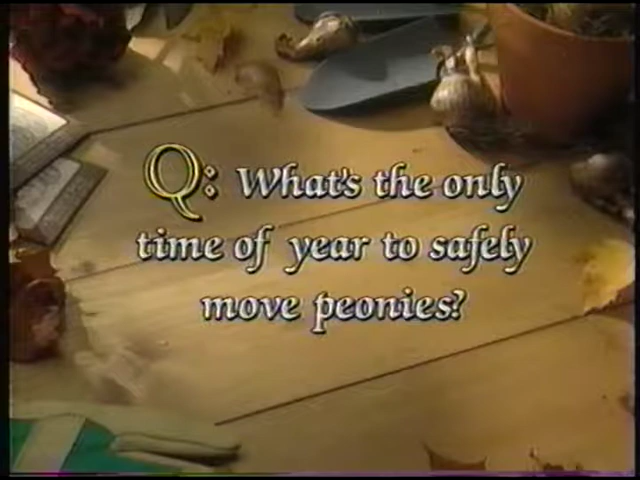 Q: What's the only
time of year to safely
move peonies?